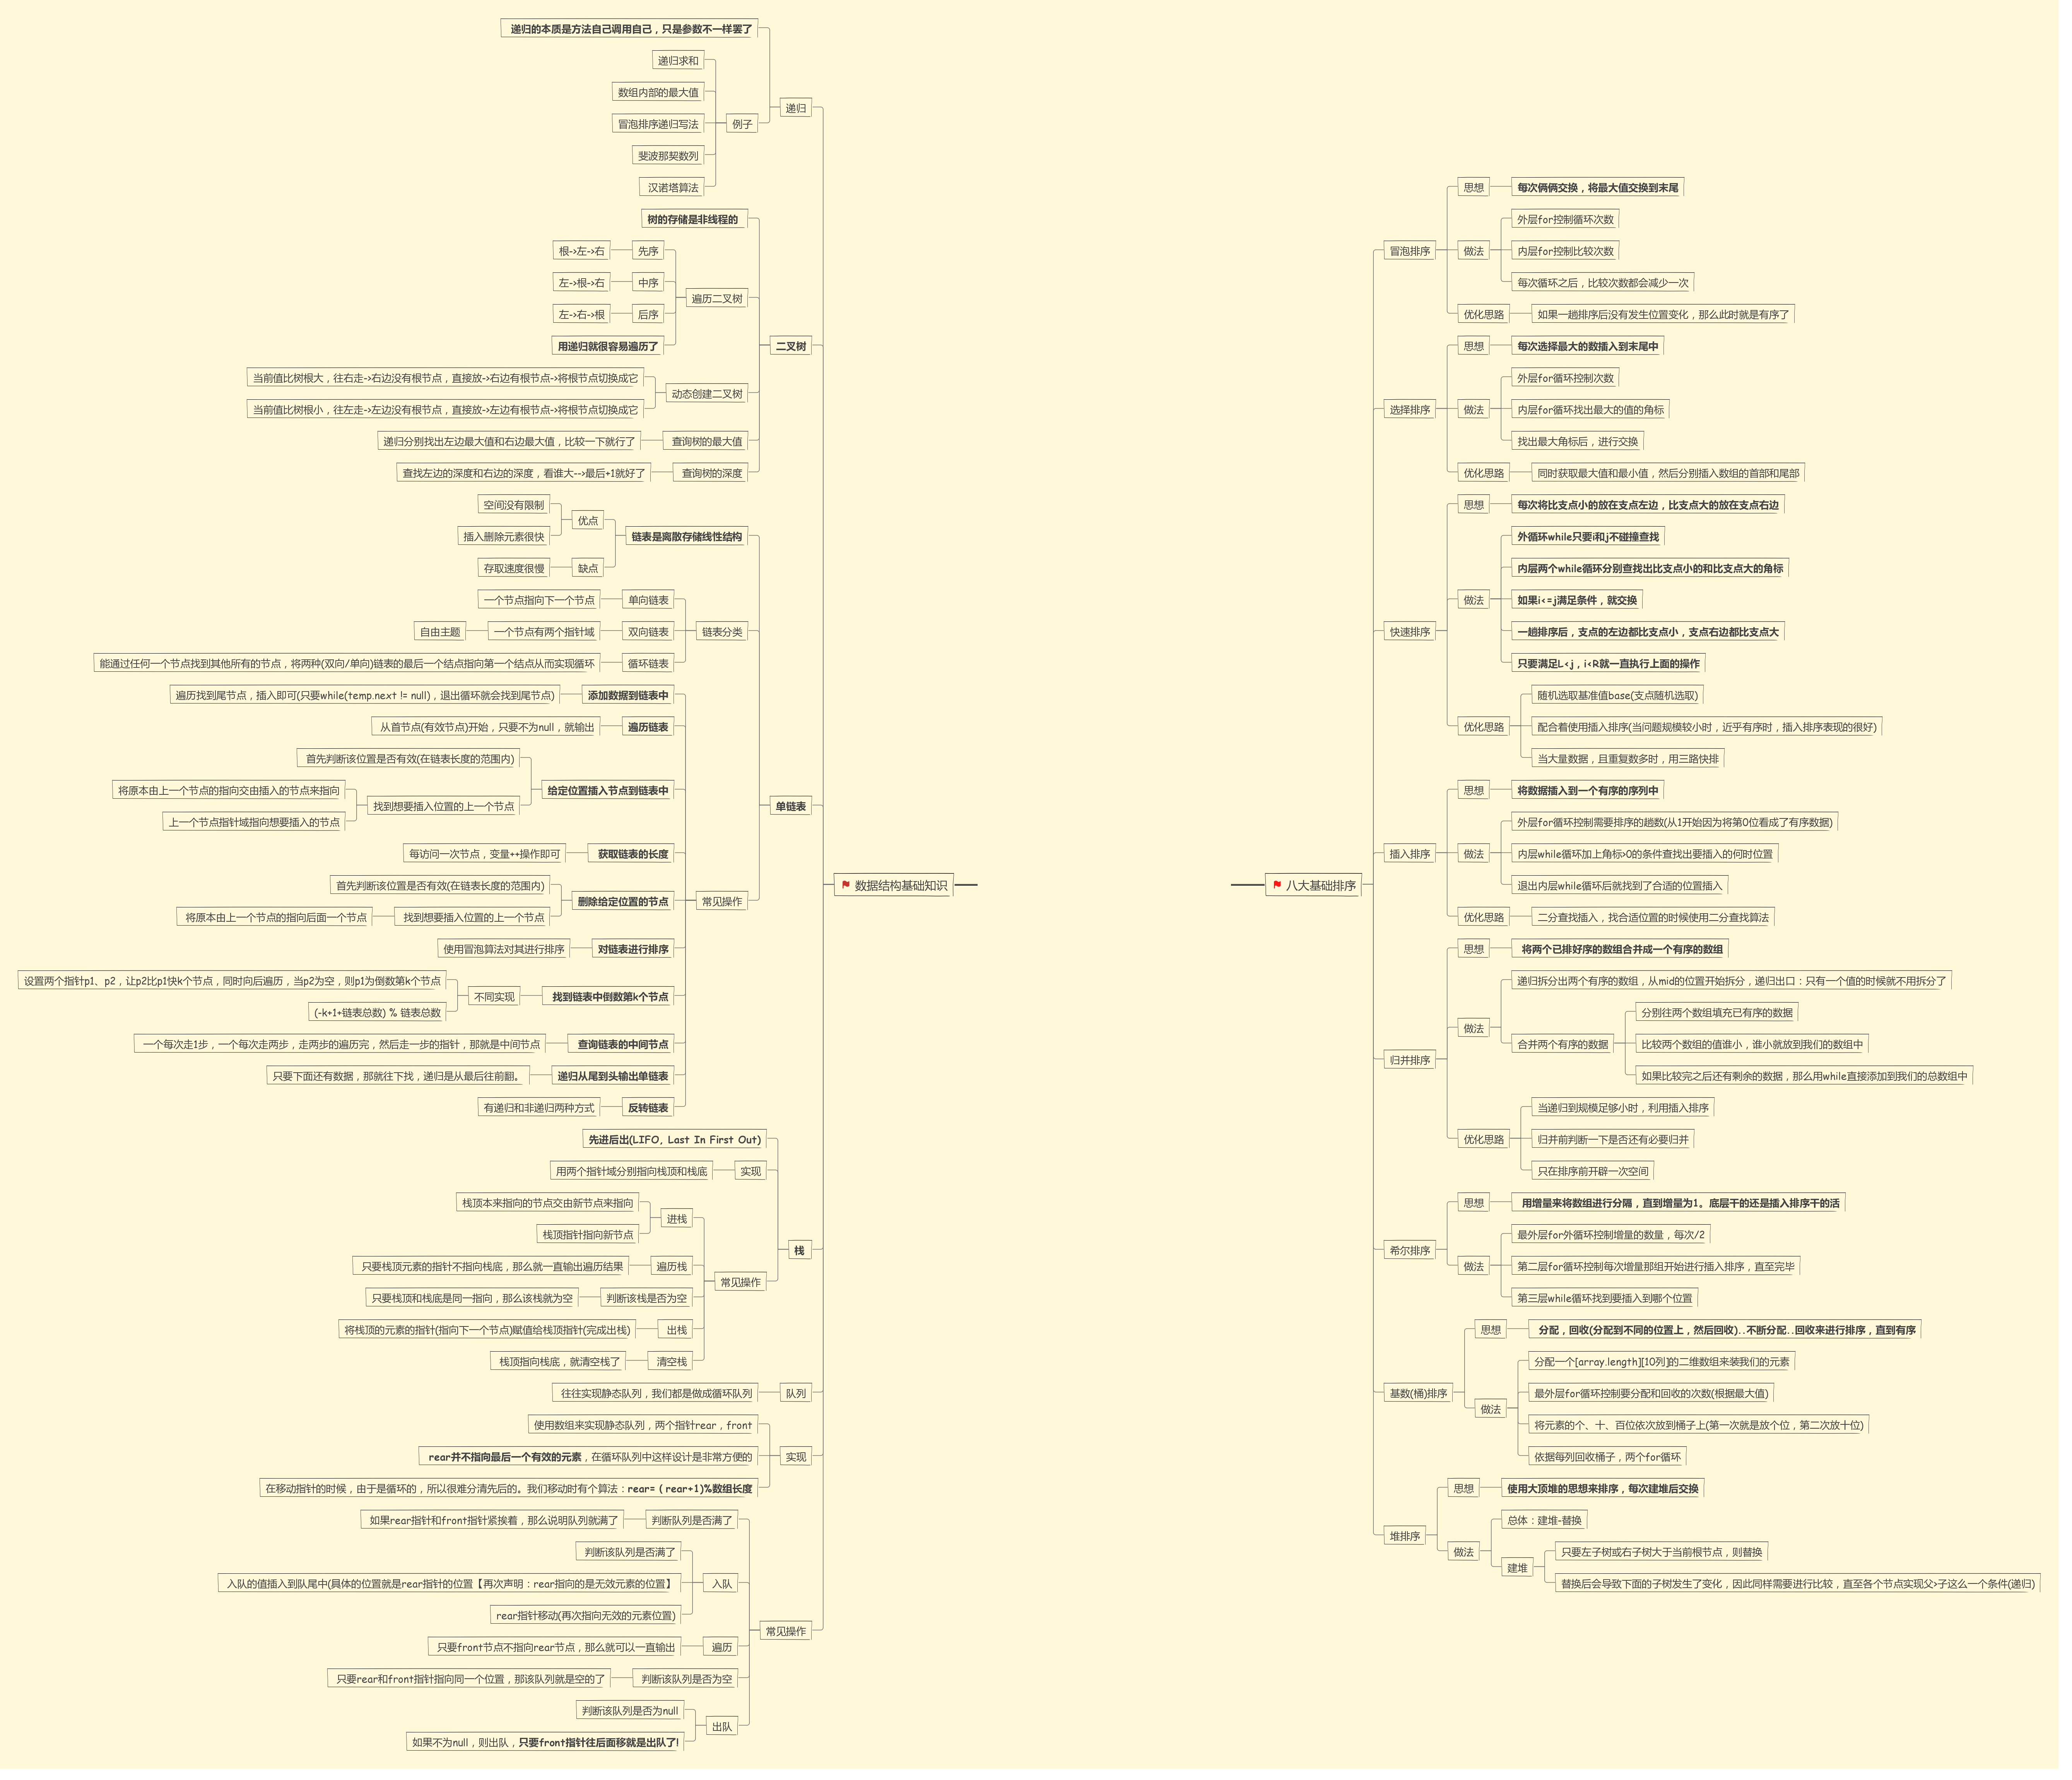 数据结构基础知识
递归
递归的本质是方法自己调用自己，只是参数不一样罢了
例子
递归求和
数组内部的最大值
冒泡排序递归写法
斐波那契数列
汉诺塔算法
二叉树
树的存储是非线程的
遍历二叉树
先序
根->左->右
中序
左->根->右
后序
左->右->根
用递归就很容易遍历了
动态创建二叉树
当前值比树根大，往右走->右边没有根节点，直接放->右边有根节点->将根节点切换成它
当前值比树根小，往左走->左边没有根节点，直接放->左边有根节点->将根节点切换成它
查询树的最大值
递归分别找出左边最大值和右边最大值，比较一下就行了
查询树的深度
查找左边的深度和右边的深度，看谁大-->最后+1就好了
单链表
链表是离散存储线性结构
优点
空间没有限制
插入删除元素很快
缺点
存取速度很慢
链表分类
单向链表
一个节点指向下一个节点
双向链表
一个节点有两个指针域
自由主题
循环链表
能通过任何一个节点找到其他所有的节点，将两种(双向/单向)链表的最后一个结点指向第一个结点从而实现循环
常见操作
添加数据到链表中
遍历找到尾节点，插入即可(只要while(temp.next != null)，退出循环就会找到尾节点)
遍历链表
从首节点(有效节点)开始，只要不为null，就输出
给定位置插入节点到链表中
首先判断该位置是否有效(在链表长度的范围内)
找到想要插入位置的上一个节点
将原本由上一个节点的指向交由插入的节点来指向
上一个节点指针域指向想要插入的节点
获取链表的长度
每访问一次节点，变量++操作即可
删除给定位置的节点
首先判断该位置是否有效(在链表长度的范围内)
找到想要插入位置的上一个节点
将原本由上一个节点的指向后面一个节点
对链表进行排序
使用冒泡算法对其进行排序
找到链表中倒数第k个节点
不同实现
设置两个指针p1、p2，让p2比p1快k个节点，同时向后遍历，当p2为空，则p1为倒数第k个节点
(-k+1+链表总数) % 链表总数
查询链表的中间节点
一个每次走1步，一个每次走两步，走两步的遍历完，然后走一步的指针，那就是中间节点
递归从尾到头输出单链表
只要下面还有数据，那就往下找，递归是从最后往前翻。
反转链表
有递归和非递归两种方式
栈
先进后出(LIFO, Last In First Out)
实现
用两个指针域分别指向栈顶和栈底
常见操作
进栈
栈顶本来指向的节点交由新节点来指向
栈顶指针指向新节点
遍历栈
只要栈顶元素的指针不指向栈底，那么就一直输出遍历结果
判断该栈是否为空
只要栈顶和栈底是同一指向，那么该栈就为空
出栈
将栈顶的元素的指针(指向下一个节点)赋值给栈顶指针(完成出栈)
清空栈
栈顶指向栈底，就清空栈了
队列
往往实现静态队列，我们都是做成循环队列
实现
使用数组来实现静态队列，两个指针rear，front
rear并不指向最后一个有效的元素，在循环队列中这样设计是非常方便的
在移动指针的时候，由于是循环的，所以很难分清先后的。我们移动时有个算法：rear=（ rear+1)%数组长度
常见操作
判断队列是否满了
如果rear指针和front指针紧挨着，那么说明队列就满了
入队
判断该队列是否满了
入队的值插入到队尾中(具体的位置就是rear指针的位置【再次声明：rear指向的是无效元素的位置】
rear指针移动(再次指向无效的元素位置)
遍历
只要front节点不指向rear节点，那么就可以一直输出
判断该队列是否为空
只要rear和front指针指向同一个位置，那该队列就是空的了
出队
判断该队列是否为null
如果不为null，则出队，只要front指针往后面移就是出队了!
八大基础排序
冒泡排序
思想
每次俩俩交换，将最大值交换到末尾
做法
外层for控制循环次数
内层for控制比较次数
每次循环之后，比较次数都会减少一次
优化思路
如果一趟排序后没有发生位置变化，那么此时就是有序了
选择排序
思想
每次选择最大的数插入到末尾中
做法
外层for循环控制次数
内层for循环找出最大的值的角标
找出最大角标后，进行交换
优化思路
同时获取最大值和最小值，然后分别插入数组的首部和尾部
快速排序
思想
每次将比支点小的放在支点左边，比支点大的放在支点右边
做法
外循环while只要i和j不碰撞查找
内层两个while循环分别查找出比支点小的和比支点大的角标
如果i<=j满足条件，就交换
一趟排序后，支点的左边都比支点小，支点右边都比支点大
只要满足L<j，i<R就一直执行上面的操作
优化思路
随机选取基准值base(支点随机选取)
配合着使用插入排序(当问题规模较小时，近乎有序时，插入排序表现的很好)
当大量数据，且重复数多时，用三路快排
插入排序
思想
将数据插入到一个有序的序列中
做法
外层for循环控制需要排序的趟数(从1开始因为将第0位看成了有序数据)
内层while循环加上角标>0的条件查找出要插入的何时位置
退出内层while循环后就找到了合适的位置插入
优化思路
二分查找插入，找合适位置的时候使用二分查找算法
归并排序
思想
将两个已排好序的数组合并成一个有序的数组
做法
递归拆分出两个有序的数组，从mid的位置开始拆分，递归出口：只有一个值的时候就不用拆分了
合并两个有序的数据
分别往两个数组填充已有序的数据
比较两个数组的值谁小，谁小就放到我们的数组中
如果比较完之后还有剩余的数据，那么用while直接添加到我们的总数组中
优化思路
当递归到规模足够小时，利用插入排序
归并前判断一下是否还有必要归并
只在排序前开辟一次空间
希尔排序
思想
用增量来将数组进行分隔，直到增量为1。底层干的还是插入排序干的活
做法
最外层for外循环控制增量的数量，每次/2
第二层for循环控制每次增量那组开始进行插入排序，直至完毕
第三层while循环找到要插入到哪个位置
基数(桶)排序
思想
分配，回收(分配到不同的位置上，然后回收)..不断分配..回收来进行排序，直到有序
做法
分配一个[array.length][10列]的二维数组来装我们的元素
最外层for循环控制要分配和回收的次数(根据最大值)
将元素的个、十、百位依次放到桶子上(第一次就是放个位，第二次放十位)
依据每列回收桶子，两个for循环
堆排序
思想
使用大顶堆的思想来排序，每次建堆后交换
做法
总体：建堆-替换
建堆
只要左子树或右子树大于当前根节点，则替换
替换后会导致下面的子树发生了变化，因此同样需要进行比较，直至各个节点实现父>子这么一个条件(递归)